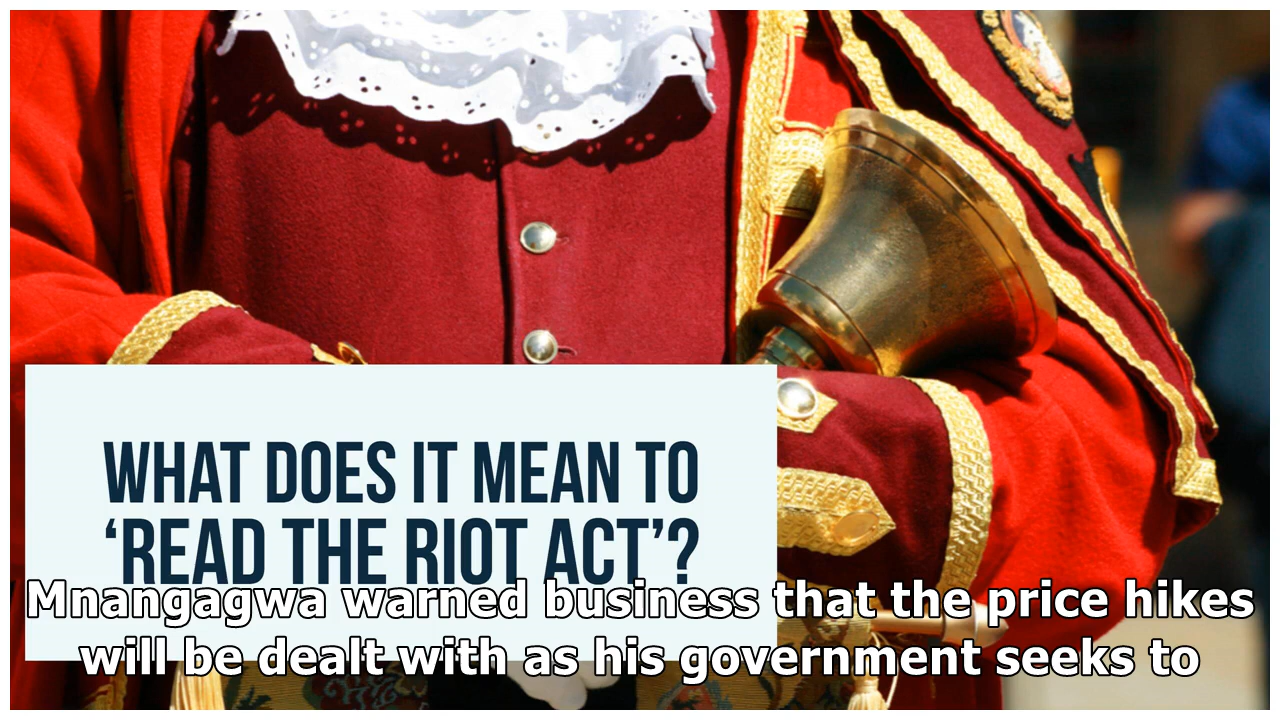 WHAT DOES IT MEAN TO
‘READ THE RIOT ACT’?
Mnangagwa warned business that the price hikes
will be dealt with as his government seeks to